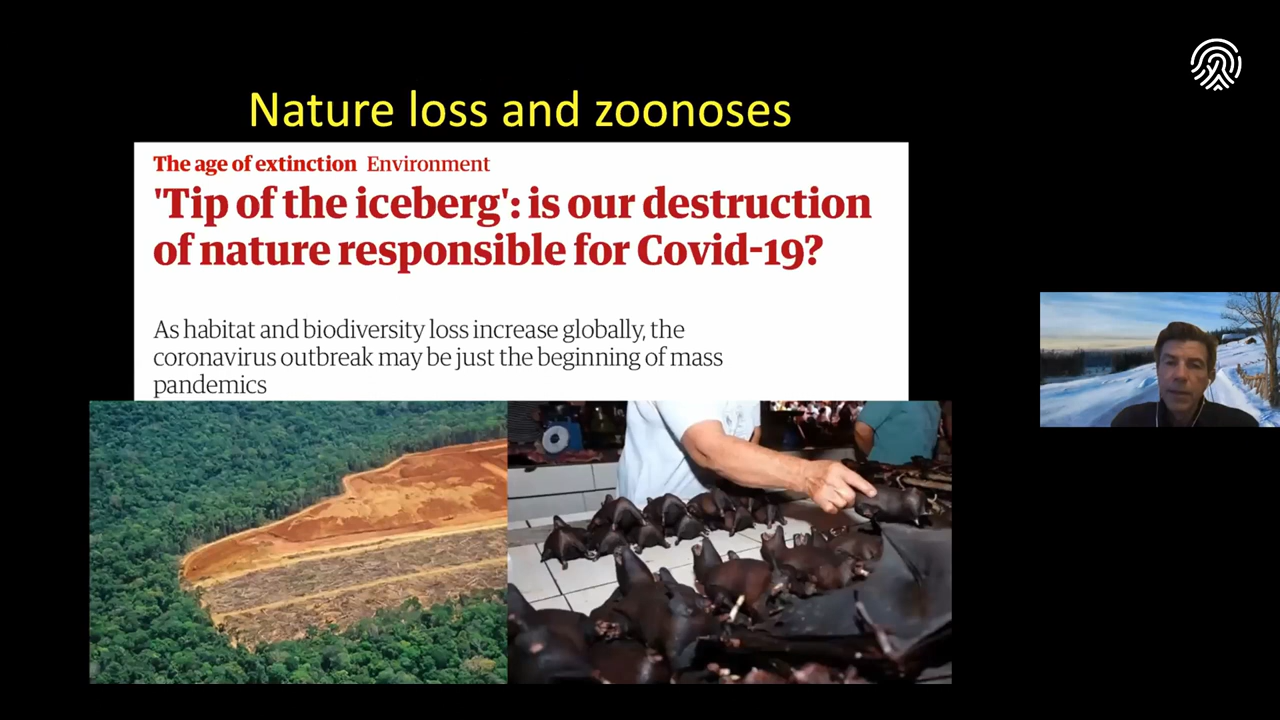 Nature loss and zoonoses
The age of extinction Environment
'Tip of the iceberg': is our destruction
of nature responsible for Covid-19?
As habitat and biodiversity loss increase globally, the
coronavirus outbreak may be just the beginning of mass
pandemics